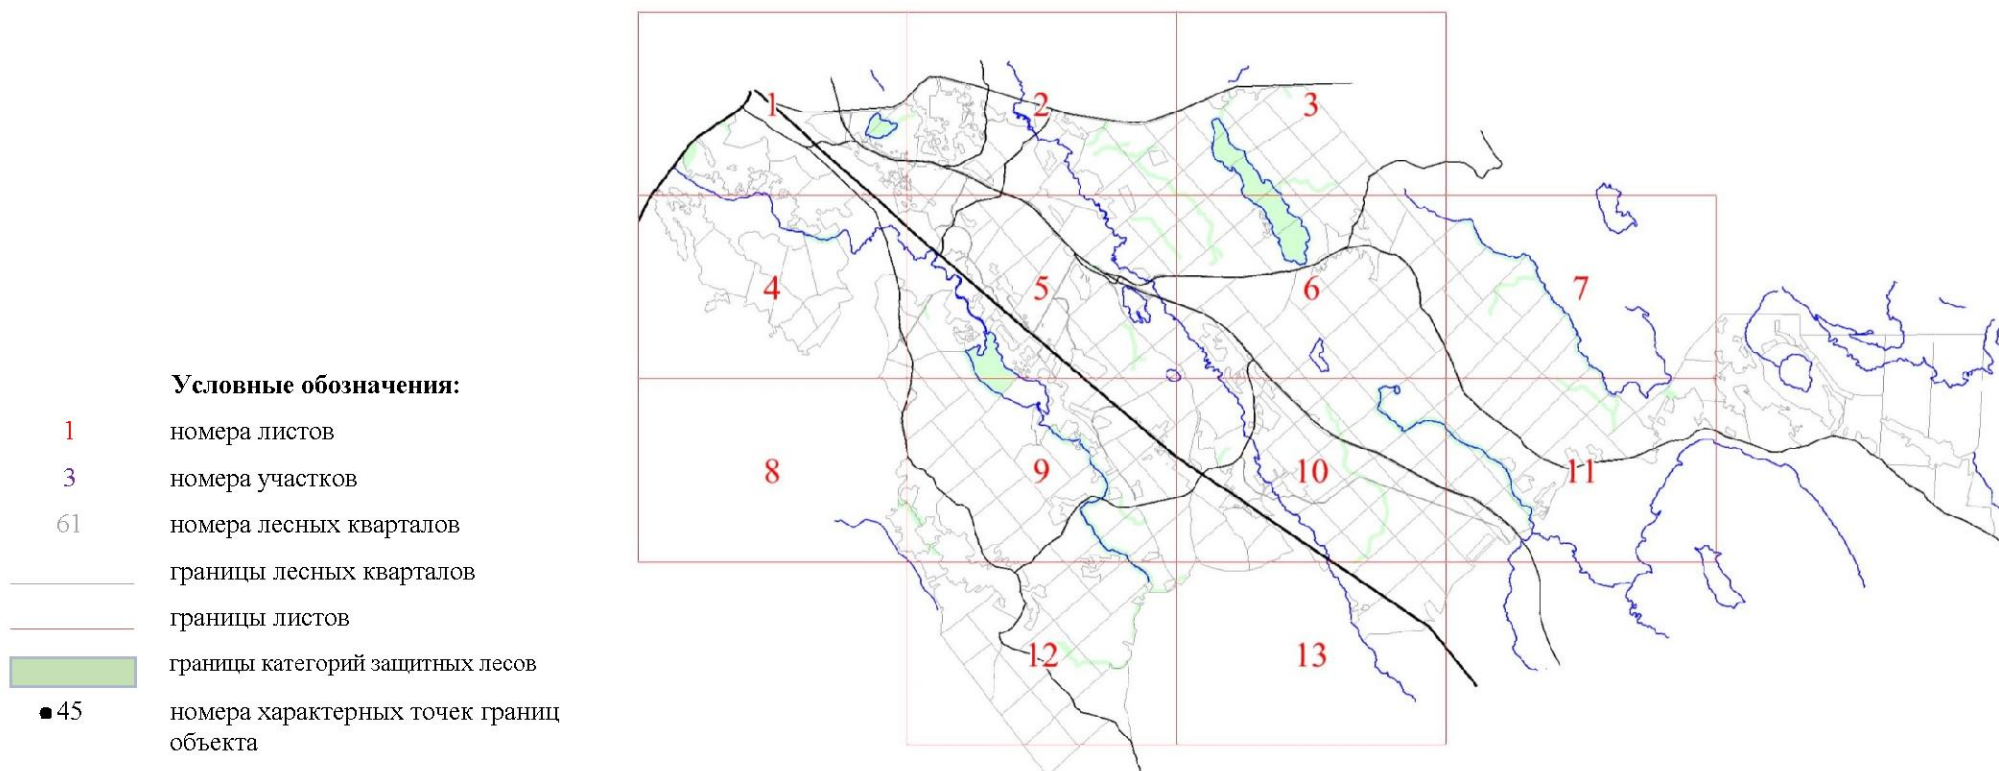 Условные обозначения:
1 номера листов
3 номера участков
61 номера лесных кварталов
границы лесных кварталов
границы листов
границы категорий защитных лесов
45 номера характерных точек границ
объекта
1
2
3
4
5
6
7
8
9
10
11
12
13